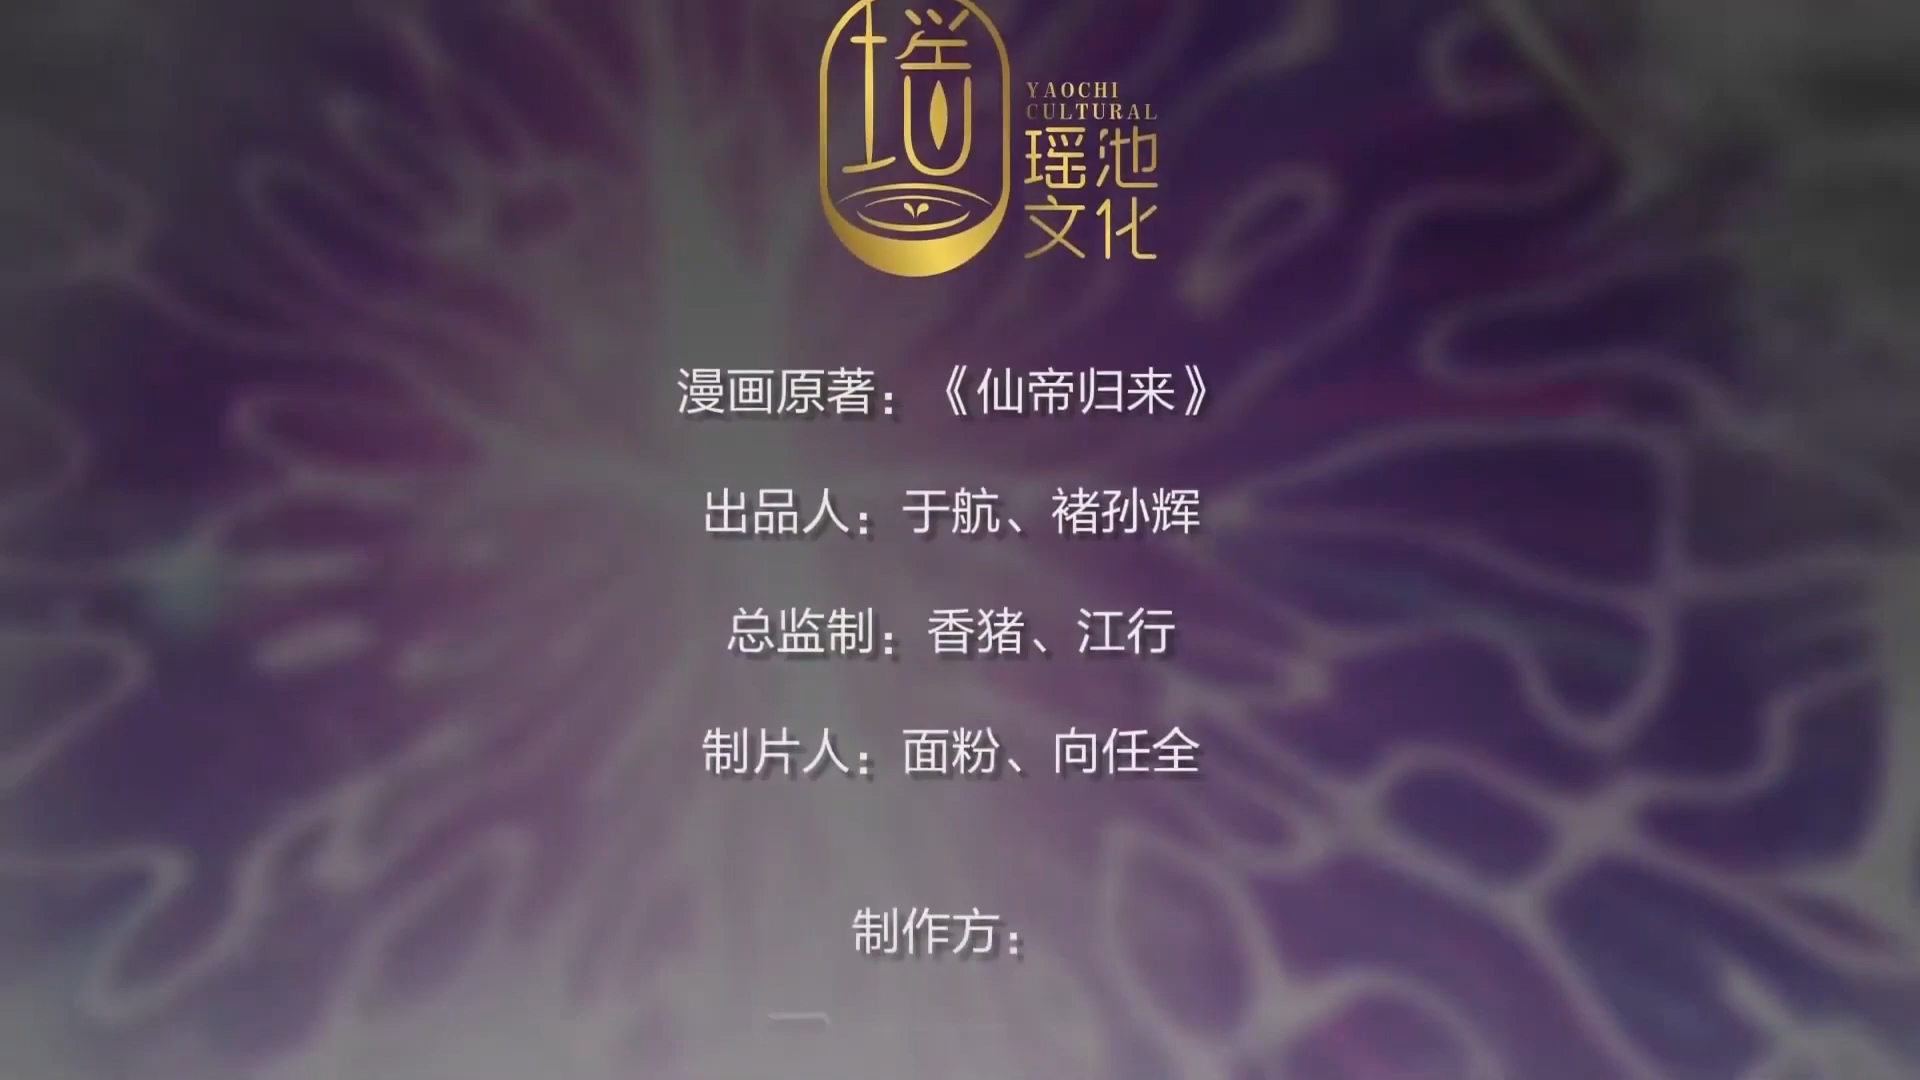 瑶
YAOCHI
CULTURAL
瑶池
文化
漫画原著：《仙帝归来》
出品人：于航、褚孙辉
总监制：香猪、江行
制片人：面粉、向任全
制作方：